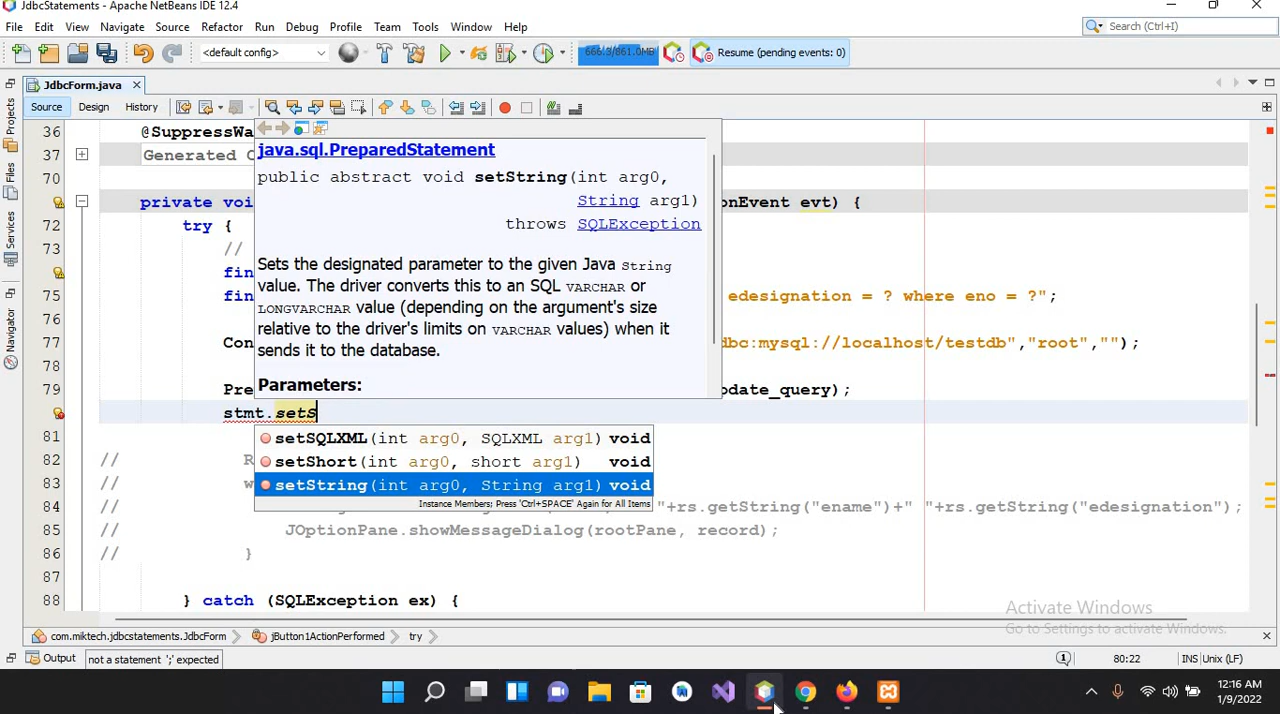 JdbcStatements - Apache NetBeans IDE 12.4
File Edit View Navigate Source Refactor Run Debug Profile Team Tools Window Help
Search (Ctrl+I)
<default config>
666.3/861.0MB
Resume (pending events: 0)
JdbcForm.java
Source Design History
Projects
Files
Services
Navigator
36 @SuppressWa
37 Generated C
70
private voi onEvent evt) {
72 try {
73 //
fin
75 fin edesignation = ? where eno = ?";
77 Con dbc:mysql://localhost/testdb","root","");
78
79 Pre pdate_query);
stmt.setS
81
82 // R
83 // w
84 // "+rs.getString("ename")+" "+rs.getString("edesignation");
85 // JOptionPane.showMessageDialog(rootPane, record);
86 // }
87
88 } catch (SQLException ex) {
java.sql.PreparedStatement
public abstract void setString(int arg0,
String arg1)
throws SQLException
Sets the designated parameter to the given Java String
value. The driver converts this to an SQL VARCHAR or
LONGVARCHAR value (depending on the argument's size
relative to the driver's limits on VARCHAR values) when it
sends it to the database.
Parameters:
setSQLXML(int arg0, SQLXML arg1) void
setShort(int arg0, short arg1) void
setString(int arg0, String arg1) void
Instance Members; Press 'Ctrl+SPACE' Again for All Items
Activate Windows
Go to Settings to activate Windows.
com.miktech.jdbcstatements.JdbcForm jButton1ActionPerformed try
Output not a statement ';' expected
1 80:22 INS Unix (LF)
12:16 AM
1/9/2022